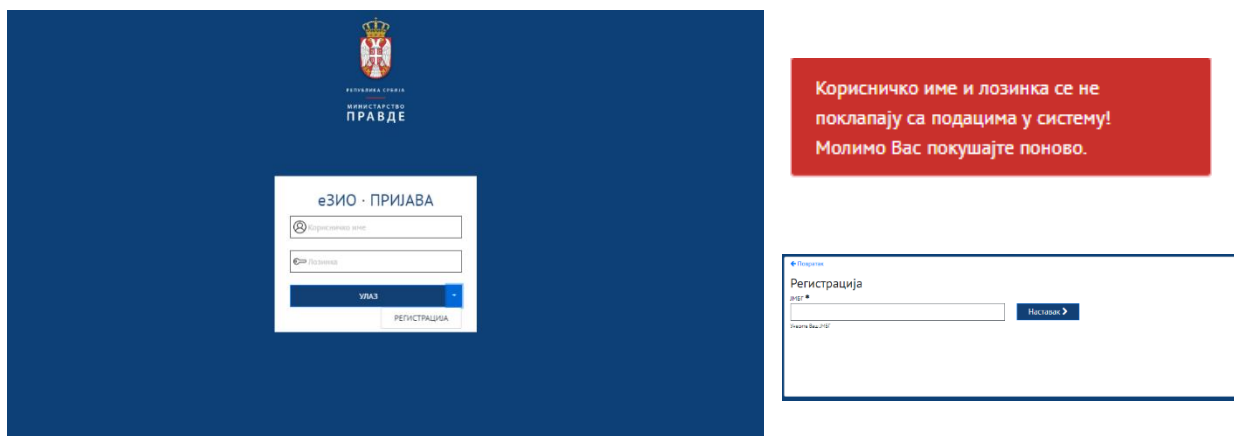 РЕПУБЛИКА СРБИЈА
МИНИСТАРСТВО
ПРАВДЕ
еЗИО · ПРИЈАВА
Корисничко име
Лозинка
УЛАЗ
РЕГИСТРАЦИЈА
Корисничко име и лозинка се не
поклапају са подацима у систему!
Молимо Вас покушајте поново.
Повратак
Регистрација
ЈМБГ *
Наставак
Унесите Ваш ЈМБГ